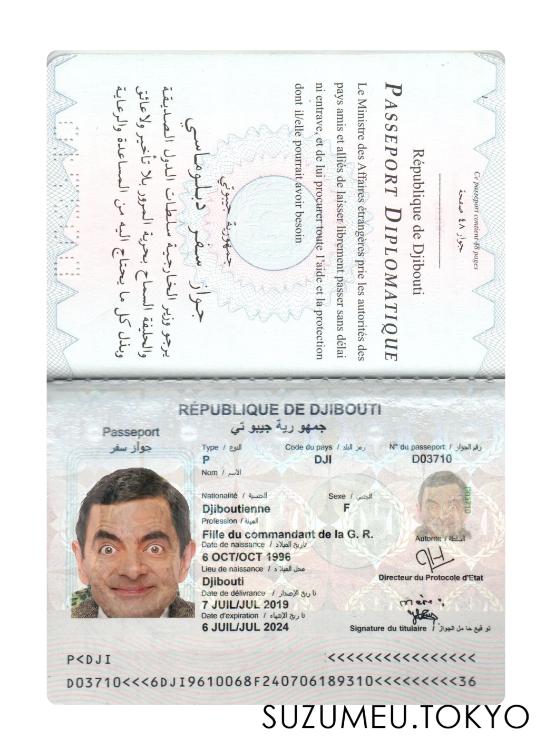 Ce passeport contient 48 pages
جواز ٤٨ صفحة
République de Djibouti
PASSEPORT DIPLOMATIQUE
Le Ministre des Affaires étrangères prie les autorités des
pays amis et alliés de laisser librement passer sans délai
ni entrave, et de lui procurer toute l'aide et la protection
dont il/elle pourrait avoir besoin
جمهورية جيبوتي
جواز سفر دبلوماسي
يرجو وزير الخارجية سلطات الدول الصديقة
والحليفة السماح بحرية المرور بلا تأخير ولاعائق
وبذل كل ما يحتاج اليه من المساعدة والرعاية
RÉPUBLIQUE DE DJIBOUTI
جمهورية جيبوتي
Passeport
جواز سفر
Type / النوع Code du pays / رمز البلد N° du passeport / رقم الجواز
P DJI D03710
Nom / الاسم
Nationalité / الجنسية Sexe / الجنس
Djiboutienne F
Profession / المهنة
Fille du commandant de la G. R.
Date de naissance / تاريخ الميلاد
6 OCT/OCT 1996
Lieu de naissance / محل الميلاد
Djibouti
Date de délivrance / تاريخ الإصدار
7 JUIL/JUL 2019
Date d'expiration / تاريخ الإنتهاء
6 JUIL/JUL 2024
D03710
Autorité / السلطة
Directeur du Protocole d'Etat
Signature du titulaire / توقيع حامل الجواز
P<DJI <<<<<<<<<<<<<<<<<
D03710<<<6DJI9610068F240706189310<<<<<<<<<36
SUZUMEU.TOKYO